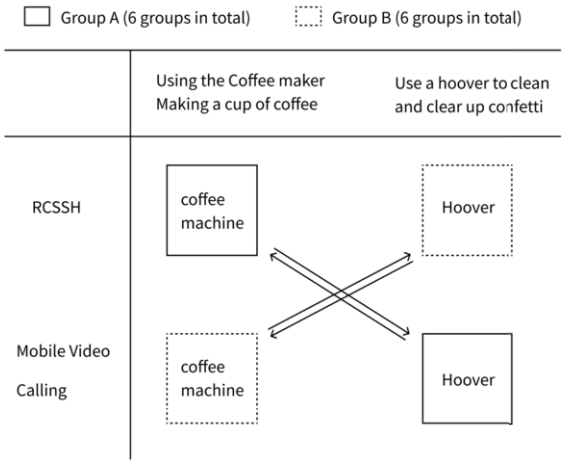 Group A (6 groups in total) Group B (6 groups in total)
Using the Coffee maker
Making a cup of coffee
Use a hoover to clean
and clear up confetti
RCSSH
coffee
machine
Hoover
Mobile Video
Calling
coffee
machine
Hoover